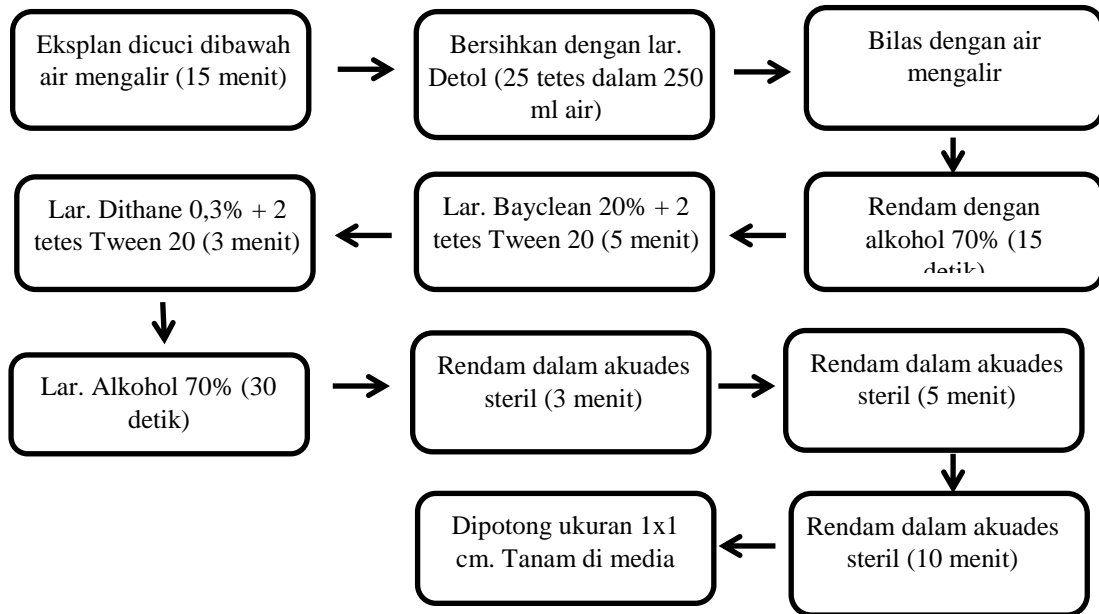 Eksplan dicuci dibawah
air mengalir (15 menit)
Bersihkan dengan lar.
Detol (25 tetes dalam 250
ml air)
Bilas dengan air
mengalir
Rendam dengan
alkohol 70% (15
detik)
Lar. Bayclean 20% + 2
tetes Tween 20 (5 menit)
Lar. Dithane 0,3% + 2
tetes Tween 20 (3 menit)
Lar. Alkohol 70% (30
detik)
Rendam dalam akuades
steril (3 menit)
Rendam dalam akuades
steril (5 menit)
Rendam dalam akuades
steril (10 menit)
Dipotong ukuran 1x1
cm. Tanam di media